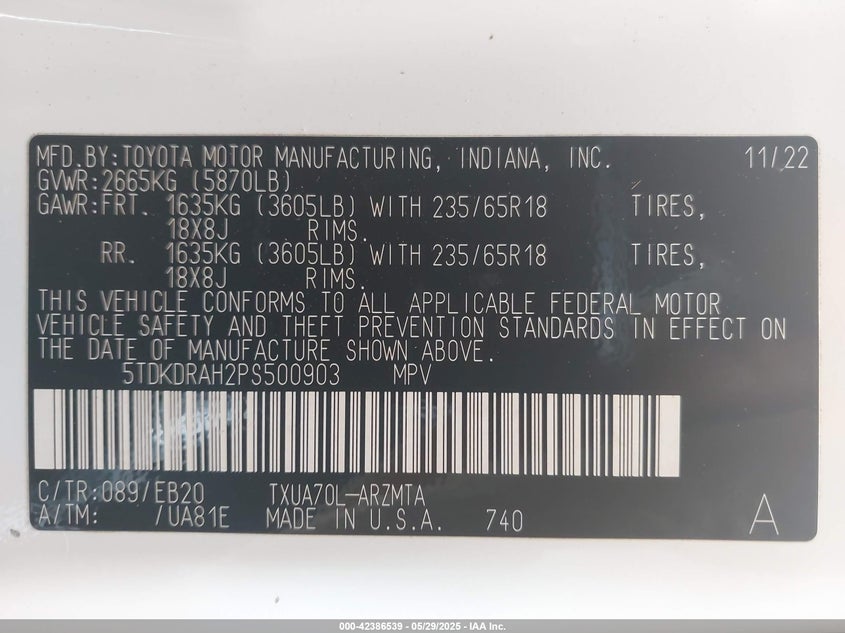 MFD.BY:TOYOTA MOTOR MANUFACTURING, INDIANA, INC. 11/22
GVWR:2665KG (5870LB)
GAWR:FRT. 1635KG (3605LB) WITH 235/65R18 TIRES,
18X8J RIMS.
RR. 1635KG (3605LB) WITH 235/65R18 TIRES,
18X8J RIMS.
THIS VEHICLE CONFORMS TO ALL APPLICABLE FEDERAL MOTOR
VEHICLE SAFETY AND THEFT PREVENTION STANDARDS IN EFFECT ON
THE DATE OF MANUFACTURE SHOWN ABOVE.
5TDKDRAH2PS500903 MPV
C/TR:089/EB20 TXUA70L-ARZMTA
A/TM: /UA81E MADE IN U.S.A. 740 A
000-42386539 - 05/29/2025 - IAA Inc.